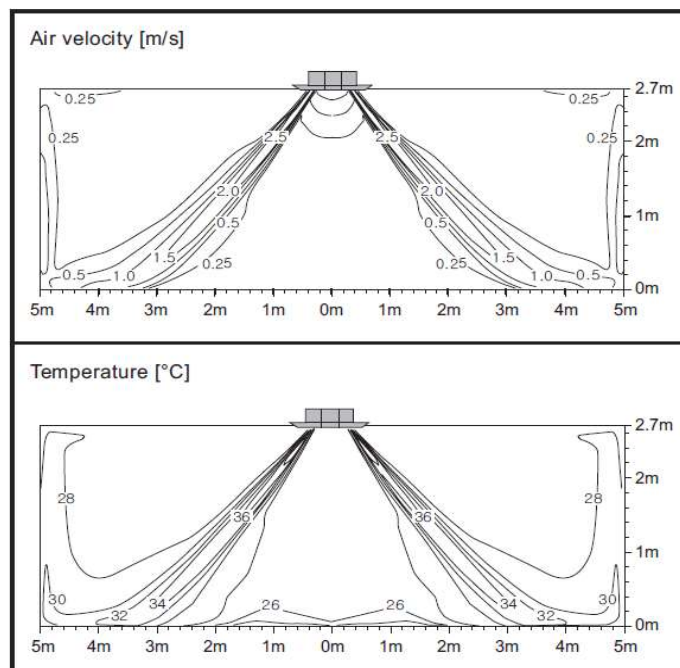 Air velocity [m/s]
2.7m
0.25 0.25
0.25 0.25
2.5 2.5 2m
2.0 2.0
0.5 0.5 1m
1.5 1.5
0.25 0.25
0.5 1.0 1.0 0.5
0m
5m 4m 3m 2m 1m 0m 1m 2m 3m 4m 5m
Temperature [°C]
2.7m
28 28
2m
36 36
1m
30 34 26 26 34 30
32 32
0m
5m 4m 3m 2m 1m 0m 1m 2m 3m 4m 5m